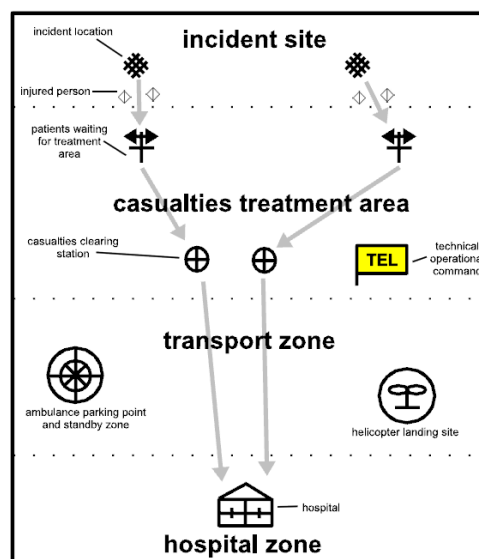 incident location
incident site
injured person
patients waiting
for treatment
area
casualties treatment area
casualties clearing
station
TEL
technical
operational
command
transport zone
ambulance parking point
and standby zone
helicopter landing site
hospital
hospital zone